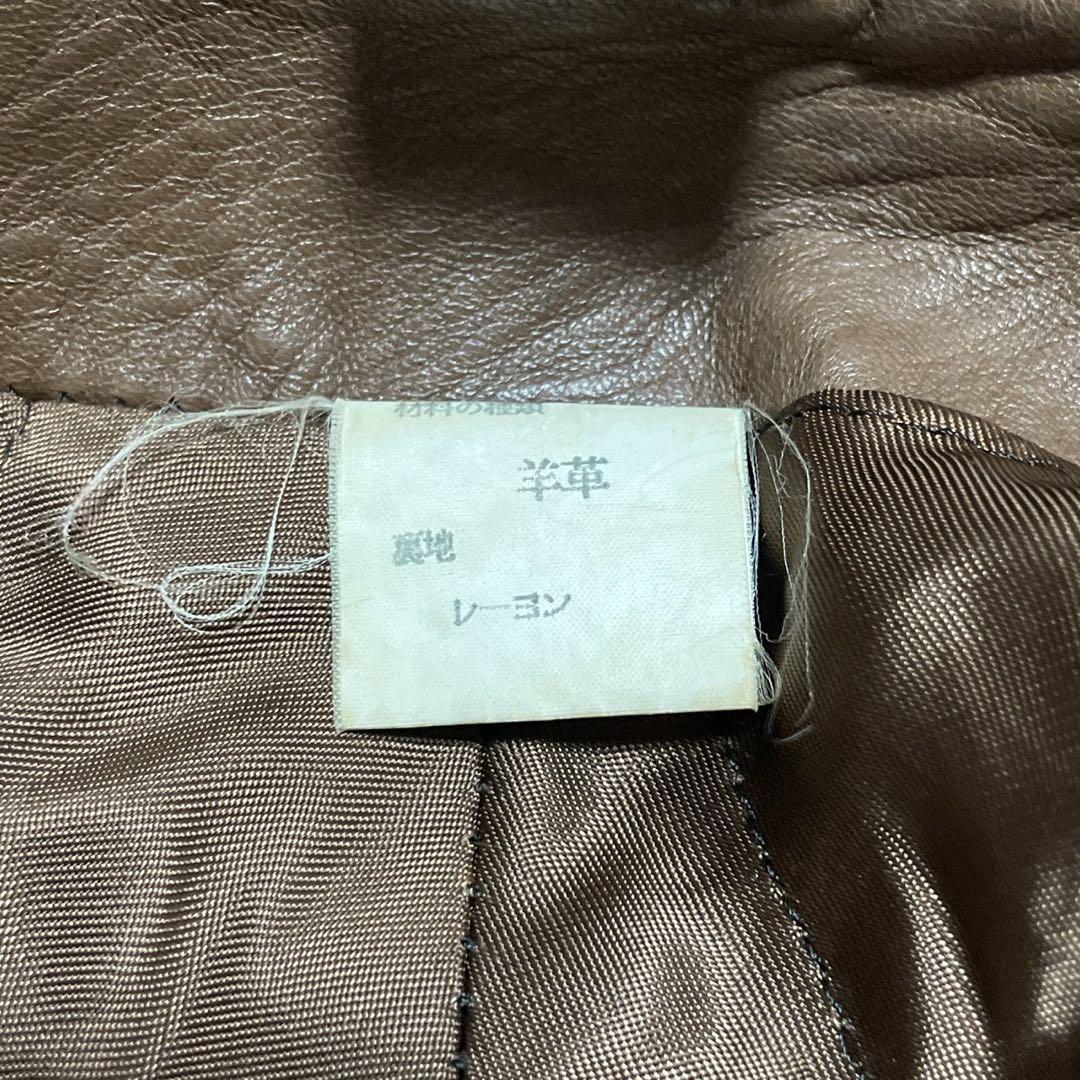 材料の種類
羊革
裏地
レーヨン